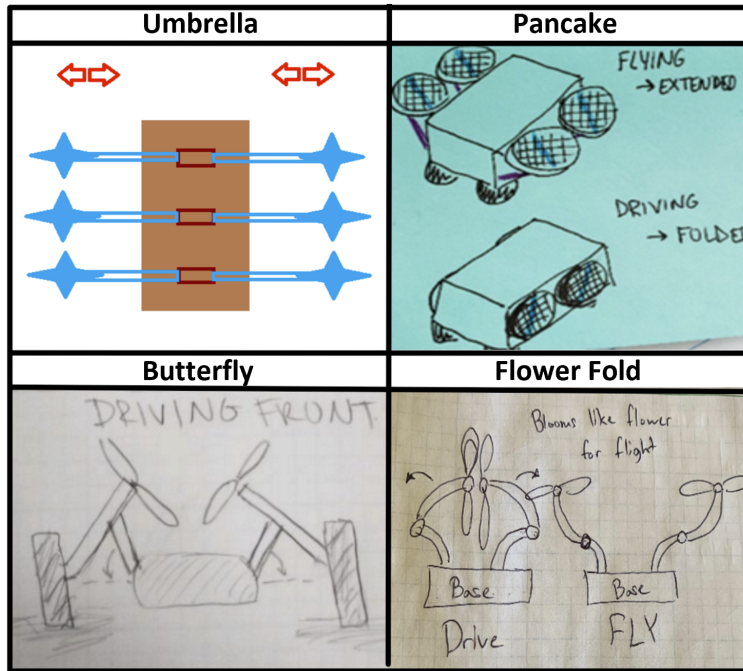 Umbrella
Pancake
FLYING
→ EXTENDED
DRIVING
→ FOLDED
Butterfly
DRIVING FRONT
Flower Fold
Blooms like flower
for flight
Base
Drive
Base
FLY